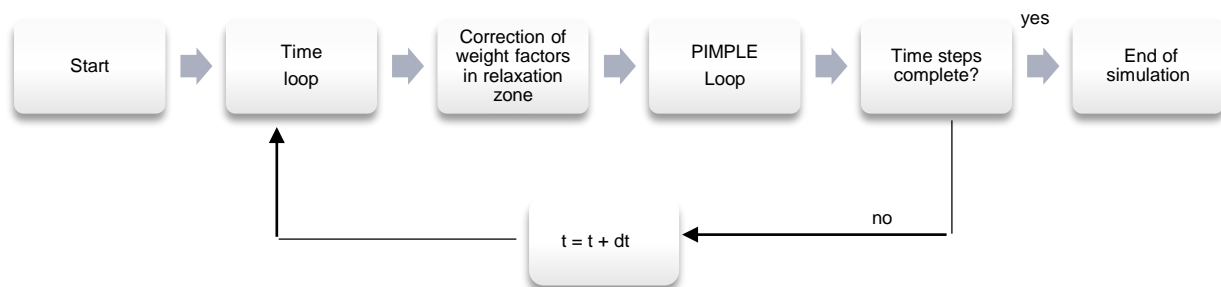 Start
Time
loop
Correction of
weight factors
in relaxation
zone
PIMPLE
Loop
Time steps
complete?
yes
End of
simulation
no
t = t + dt